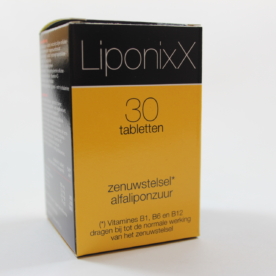 LiponixX
30
tabletten
zenuwstelsel*
alfaliponzuur
(*) Vitamines B1, B6 en B12
dragen bij tot de normale werking
van het zenuwstelsel